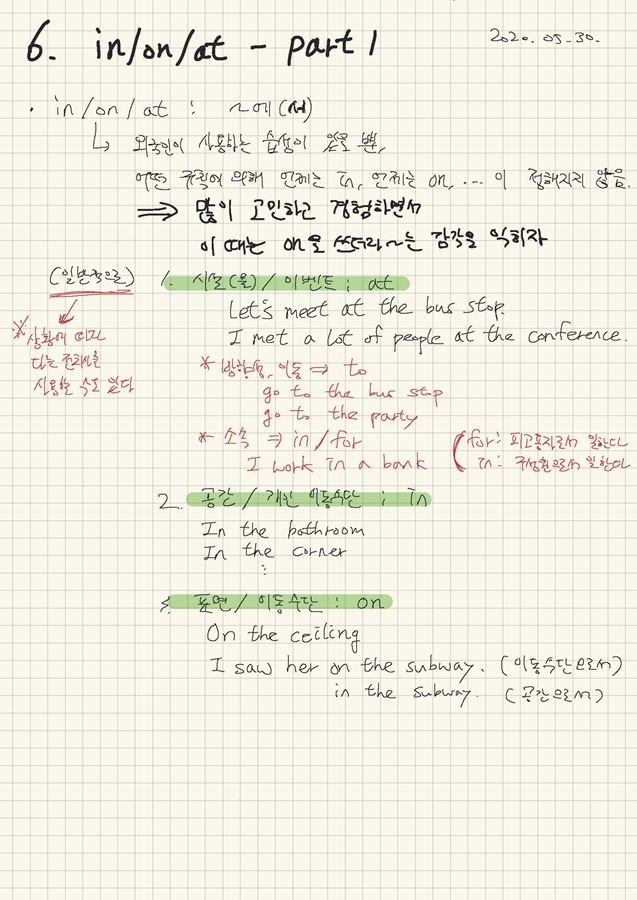 6. in/on/at - part 1
2020. 05. 30.
· in/on/at : ~에(서)
↳ 외국인이 사용하는 습성이 있을 뿐,
어떤 규칙에 의해 언제는 in, 언제는 on, ... 이 정해지지 않음.
⇒ 많이 고민하고 경험하면서
이 때는 on을 쓰더라~는 감각을 익히자
(일반적으로)
※ 상황에 따라
다른 전치사를
사용할 수도 있다
1. 시설(물) / 이벤트 : at
Let's meet at the bus stop.
I met a lot of people at the conference.
* 방향성, 이동 ⇒ to
go to the bus stop
go to the party
* 소속 ⇒ in/for
I work in a bank
(for: 피고용자로서 일한다
in: 구성원으로서 일한다
2. 공간 / 개인 이동수단 : in
In the bathroom
In the corner
⋮
3. 표면 / 이동수단 : on
On the ceiling
I saw her on the subway. (이동수단으로서)
in the subway. (공간으로서)